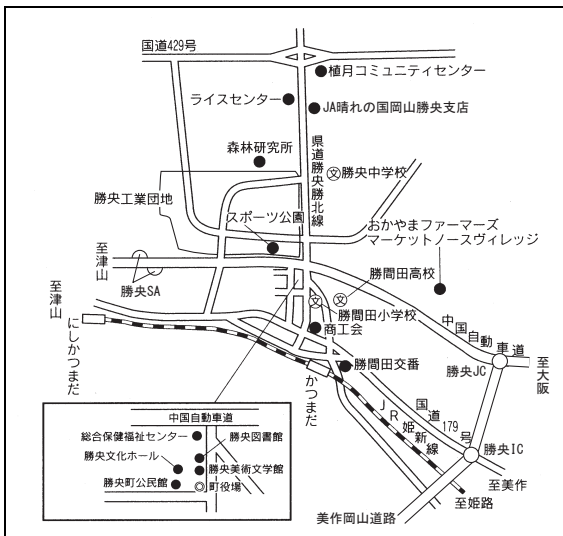 国道429号
植月コミュニティセンター
ライスセンター
JA晴れの国岡山勝央支店
県道勝央勝北線
森林研究所
文
勝央中学校
勝央工業団地
スポーツ公園
おかやまファーマーズ
マーケットノースヴィレッジ
至津山
勝央SA
文
勝間田高校
至津山
文
勝間田小学校
中国自動車道
にしかつまだ
商工会
勝央JC
至大阪
勝間田交番
かつまだ
国道179号
JR姫新線
勝央IC
中国自動車道
総合保健福祉センター
勝央図書館
勝央文化ホール
勝央美術文学館
勝央町公民館
町役場
至美作
至姫路
美作岡山道路